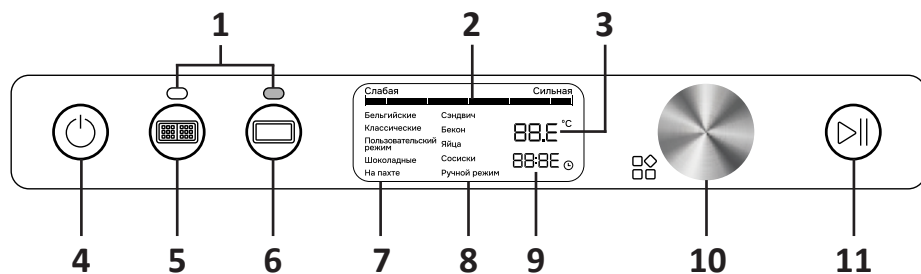 1
2
3
Слабая Сильная
Бельгийские Сэндвич
Классические Бекон
Пользовательский режим Яйца
Шоколадные Сосиски
На пахте Ручной режим
88.E °C
88:8E
4
5
6
7
8
9
10
11